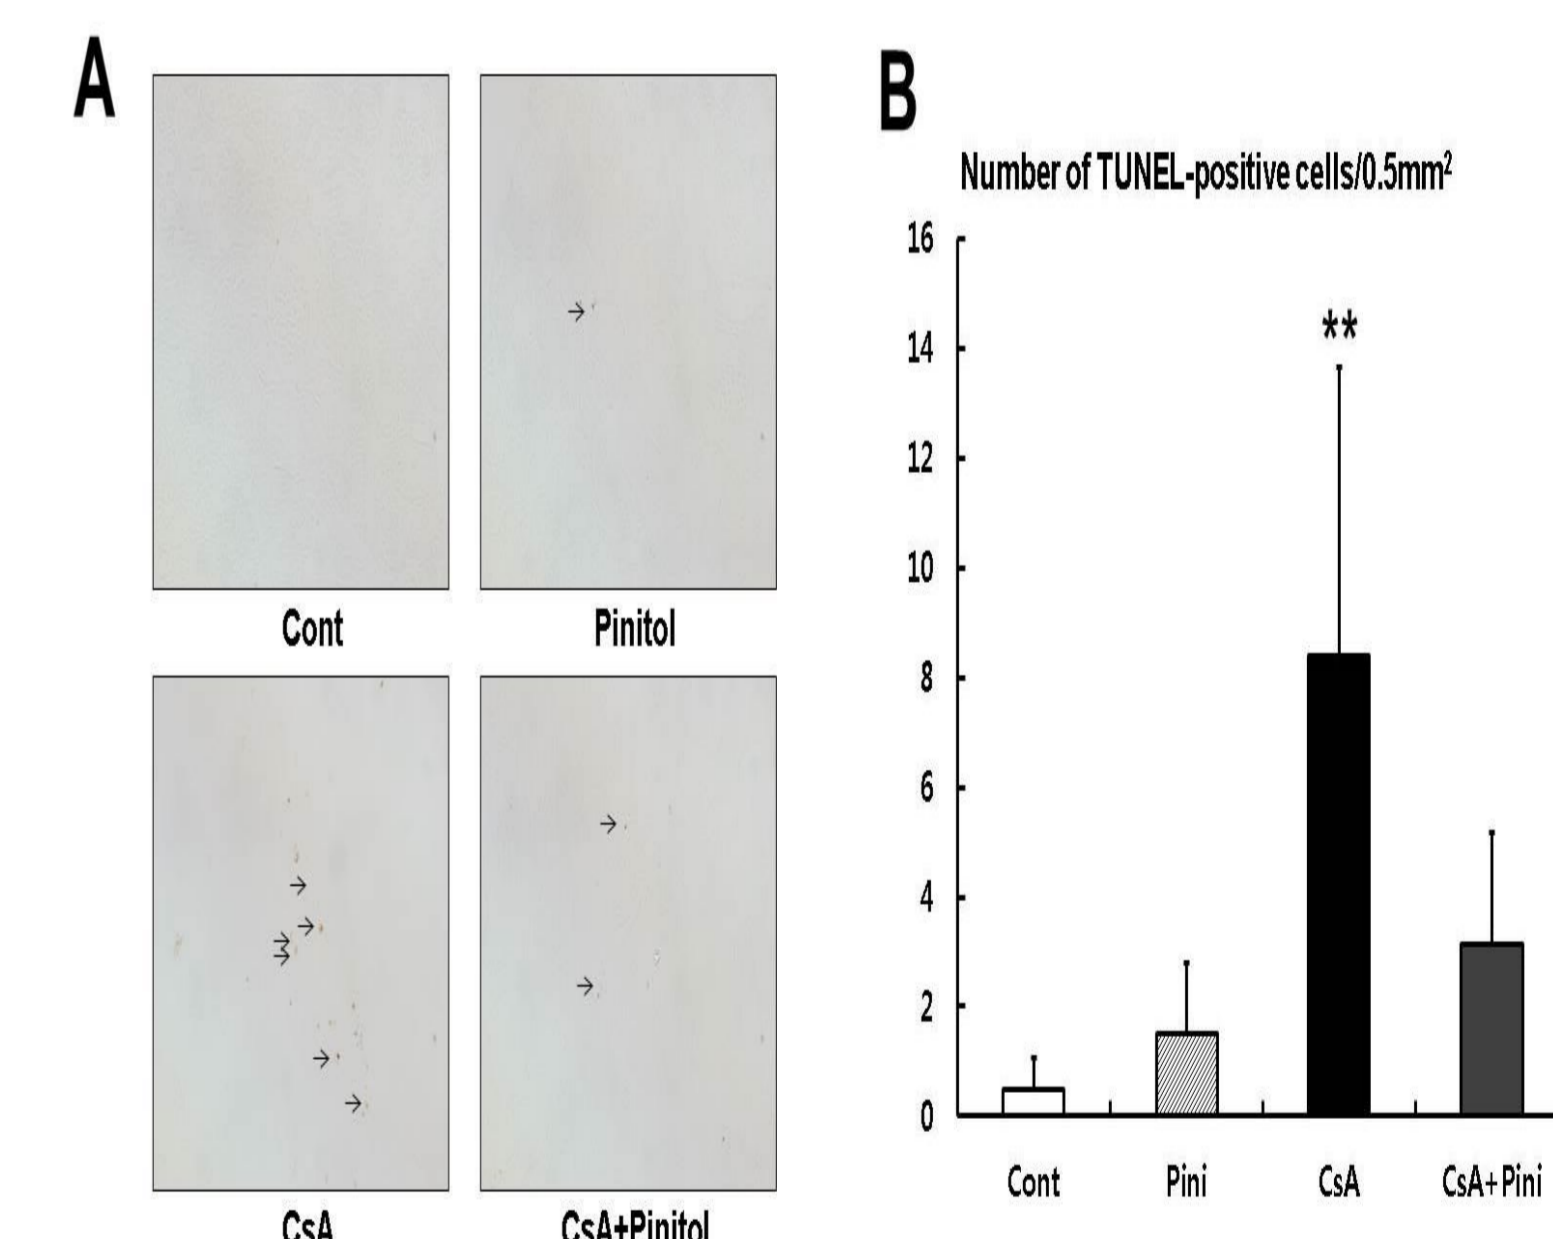 A
Cont
Pinitol
CsA
CsA+Pinitol
B
Number of TUNEL-positive cells/0.5mm²
16
14
**
12
10
8
6
4
2
0
Cont
Pini
CsA
CsA+Pini